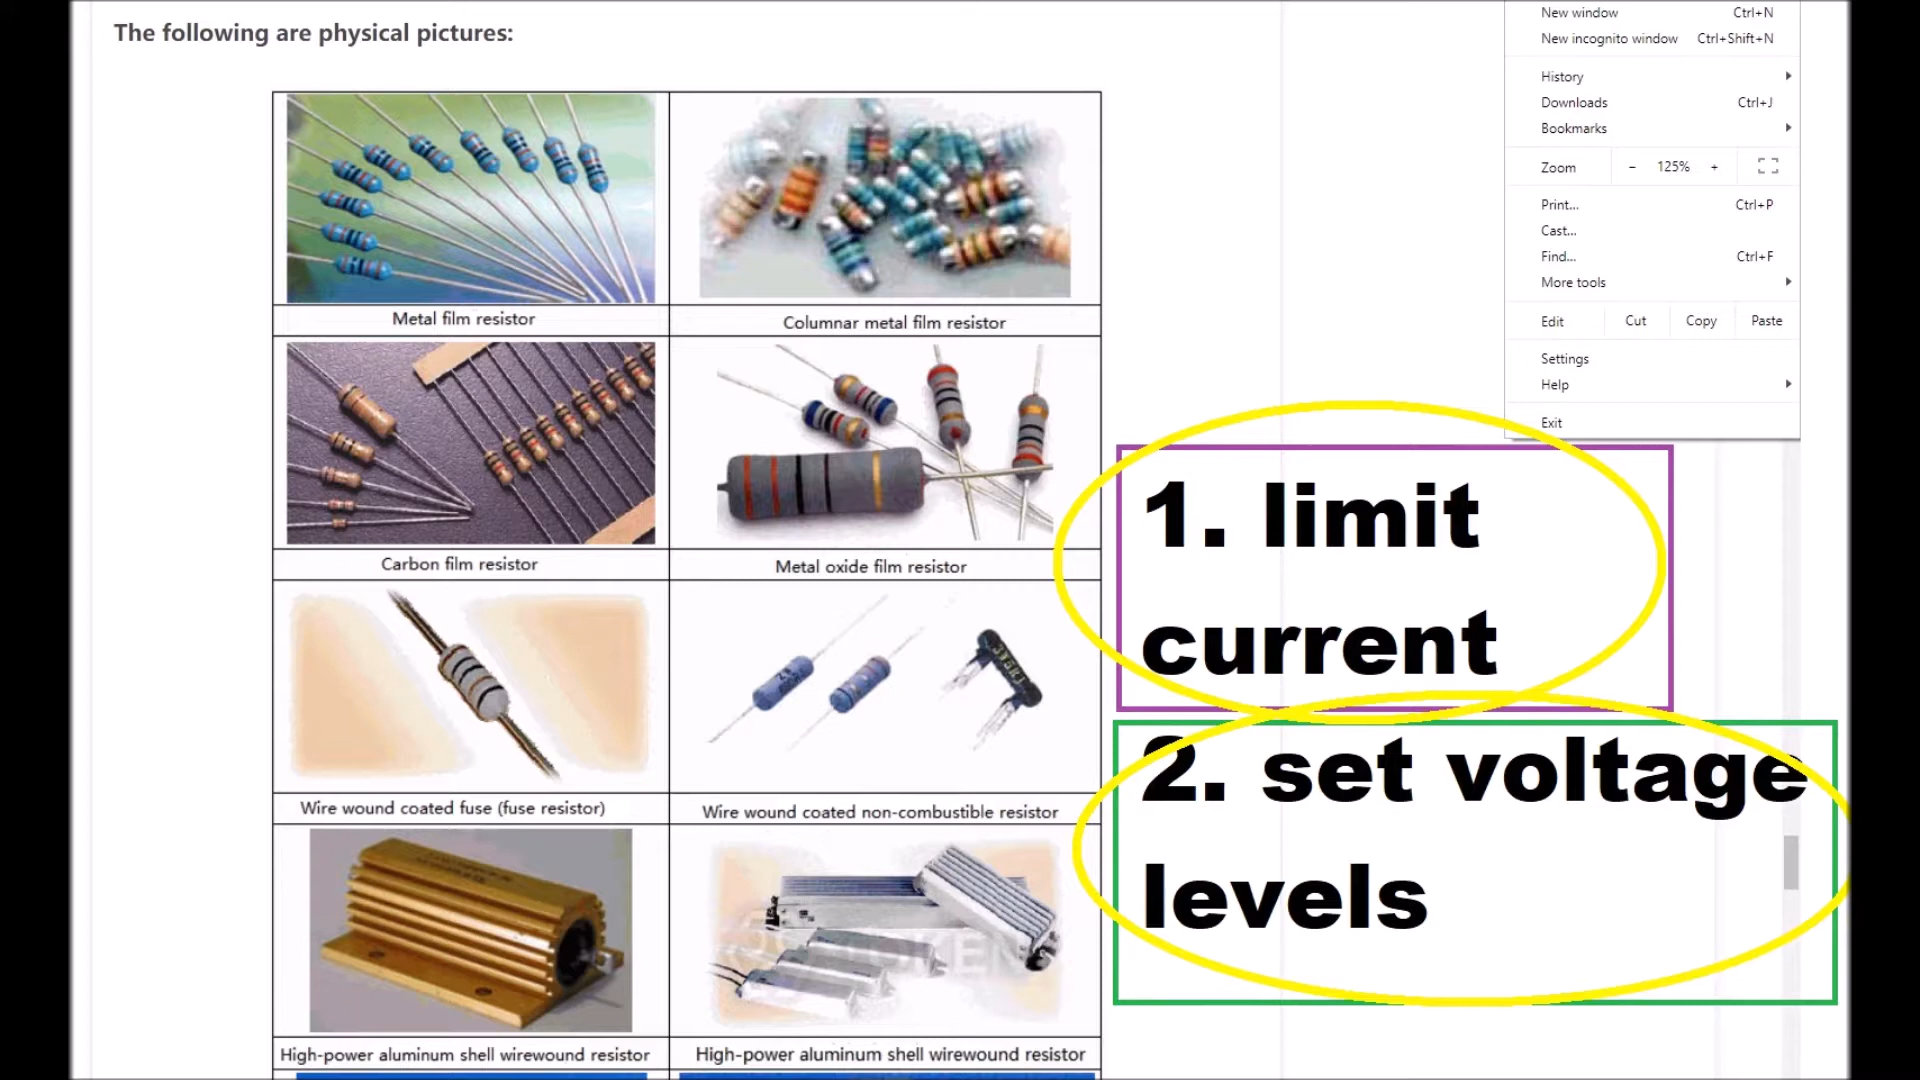 The following are physical pictures:
Metal film resistor
Columnar metal film resistor
Carbon film resistor
Metal oxide film resistor
Wire wound coated fuse (fuse resistor)
Wire wound coated non-combustible resistor
High-power aluminum shell wirewound resistor
High-power aluminum shell wirewound resistor
New window Ctrl+N
New incognito window Ctrl+Shift+N
History
Downloads Ctrl+J
Bookmarks
Zoom − 125% +
Print... Ctrl+P
Cast...
Find... Ctrl+F
More tools
Edit Cut Copy Paste
Settings
Help
Exit
1. limit
current
2. set voltage
levels